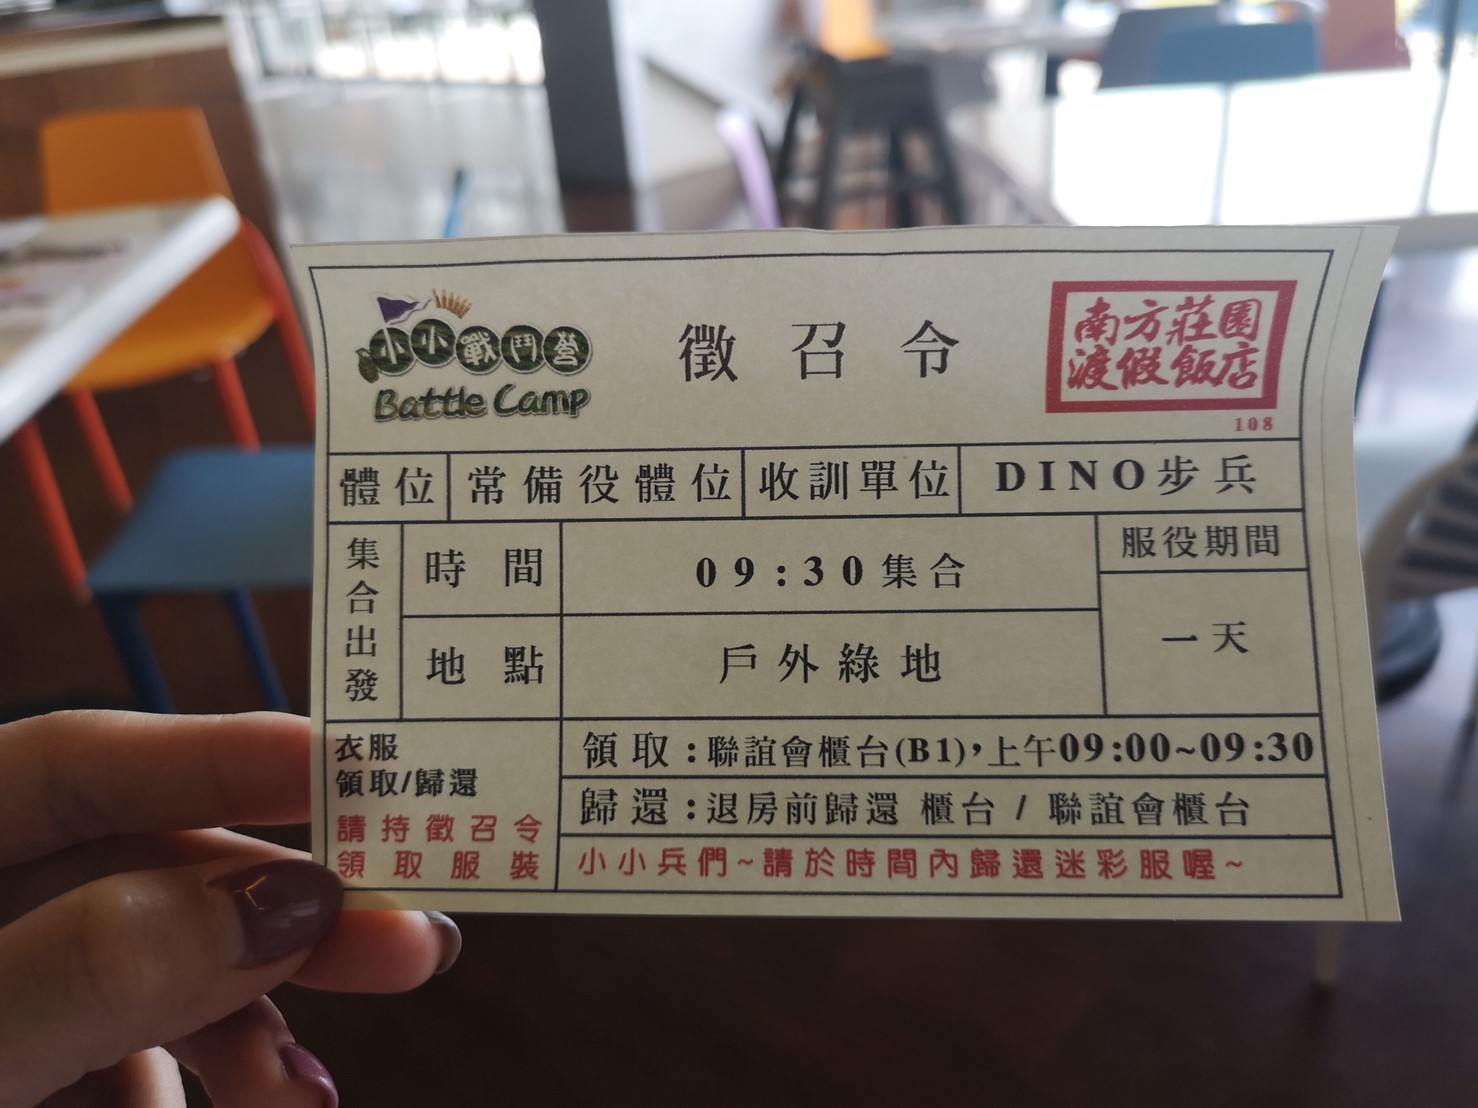 小小戰鬥營
Battle Camp
徵召令
南方莊園
渡假飯店
108
體位 常備役體位 收訓單位 DINO步兵
集合出發
時間 09:30集合
服役期間
地點 戶外綠地
一天
衣服
領取/歸還
請持徵召令
領取服裝
領取:聯誼會櫃台(B1),上午09:00~09:30
歸還:退房前歸還 櫃台 / 聯誼會櫃台
小小兵們~請於時間內歸還迷彩服喔~